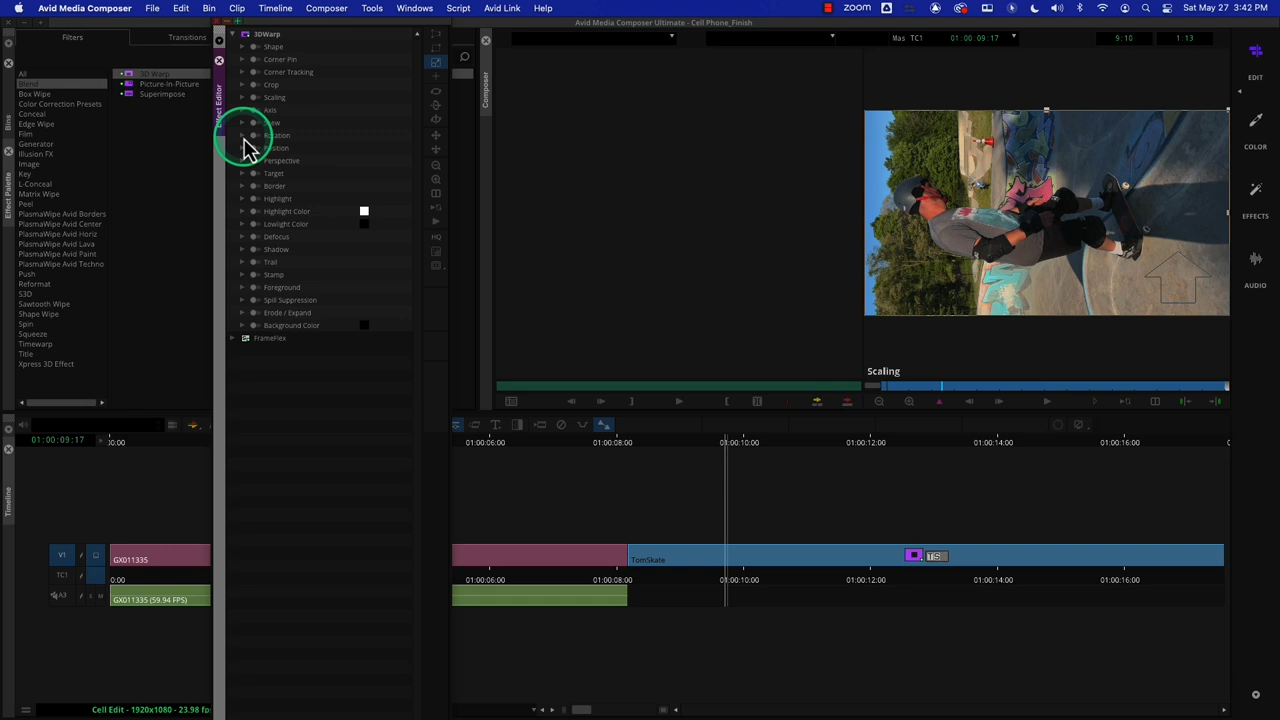 Avid Media Composer File Edit Bin Clip Timeline Composer Tools Windows Script Help zoom Sat May 27 3:42 PM
Avid Media Composer Ultimate - Cell Phone_Finish
Filters Transitions
All
Blend
Box Wipe
Color Correction Presets
Conceal
Edge Wipe
Film
Generator
Illusion FX
Image
Key
L-Conceal
Matrix Wipe
Peel
PlasmaWipe Avid Borders
PlasmaWipe Avid Center
PlasmaWipe Avid Horiz
PlasmaWipe Avid Lava
PlasmaWipe Avid Paint
PlasmaWipe Avid Techno
Push
Reformat
S3D
Sawtooth Wipe
Shape Wipe
Spin
Squeeze
Timewarp
Title
Xpress 3D Effect
3D Warp
Picture-In-Picture
Superimpose
Bins
Effect Palette
Effect Editor
3DWarp
Shape
Corner Pin
Corner Tracking
Crop
Scaling
Axis
Rotation
Position
Perspective
Target
Border
Highlight
Highlight Color
Lowlight Color
Defocus
Shadow
Trail
Stamp
Foreground
Spill Suppression
Erode / Expand
Background Color
FrameFlex
HQ
Composer
Mas TC1 01:00:09:17 9:10 1:13
Scaling
EDIT
COLOR
EFFECTS
AUDIO
Timeline
01:00:09:17 00:00 01:00:06:00 01:00:08:00 01:00:10:00 01:00:12:00 01:00:14:00 01:00:16:00
V1 GX011335 TomSkate TS
TC1 0:00 01:00:06:00 01:00:08:00 01:00:10:00 01:00:12:00 01:00:14:00 01:00:16:00
A3 S M GX011335 (59.94 FPS)
Cell Edit - 1920x1080 - 23.98 fps